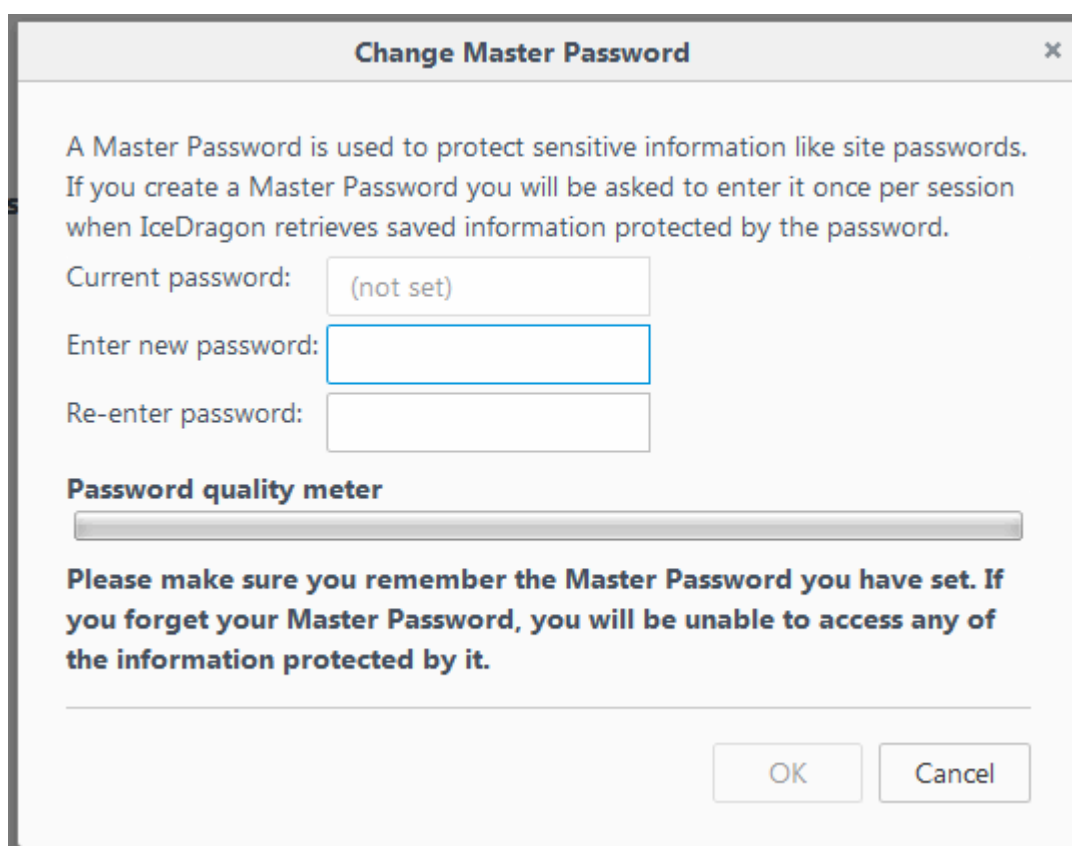 Change Master Password
A Master Password is used to protect sensitive information like site passwords.
If you create a Master Password you will be asked to enter it once per session
when IceDragon retrieves saved information protected by the password.
Current password: (not set)
Enter new password:
Re-enter password:
Password quality meter
Please make sure you remember the Master Password you have set. If
you forget your Master Password, you will be unable to access any of
the information protected by it.
OK Cancel